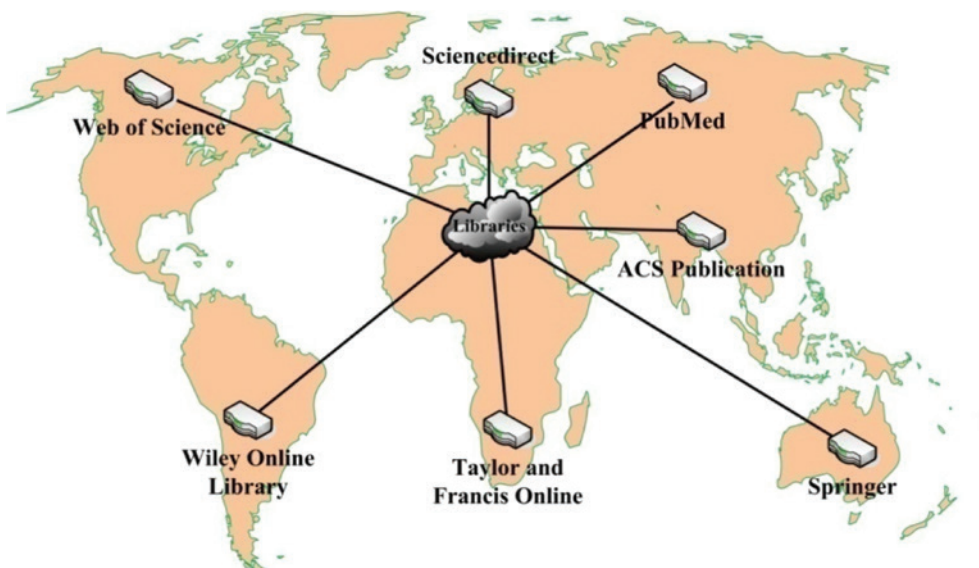 Sciencedirect
Web of Science
PubMed
Libraries
ACS Publication
Wiley Online
Library
Taylor and
Francis Online
Springer